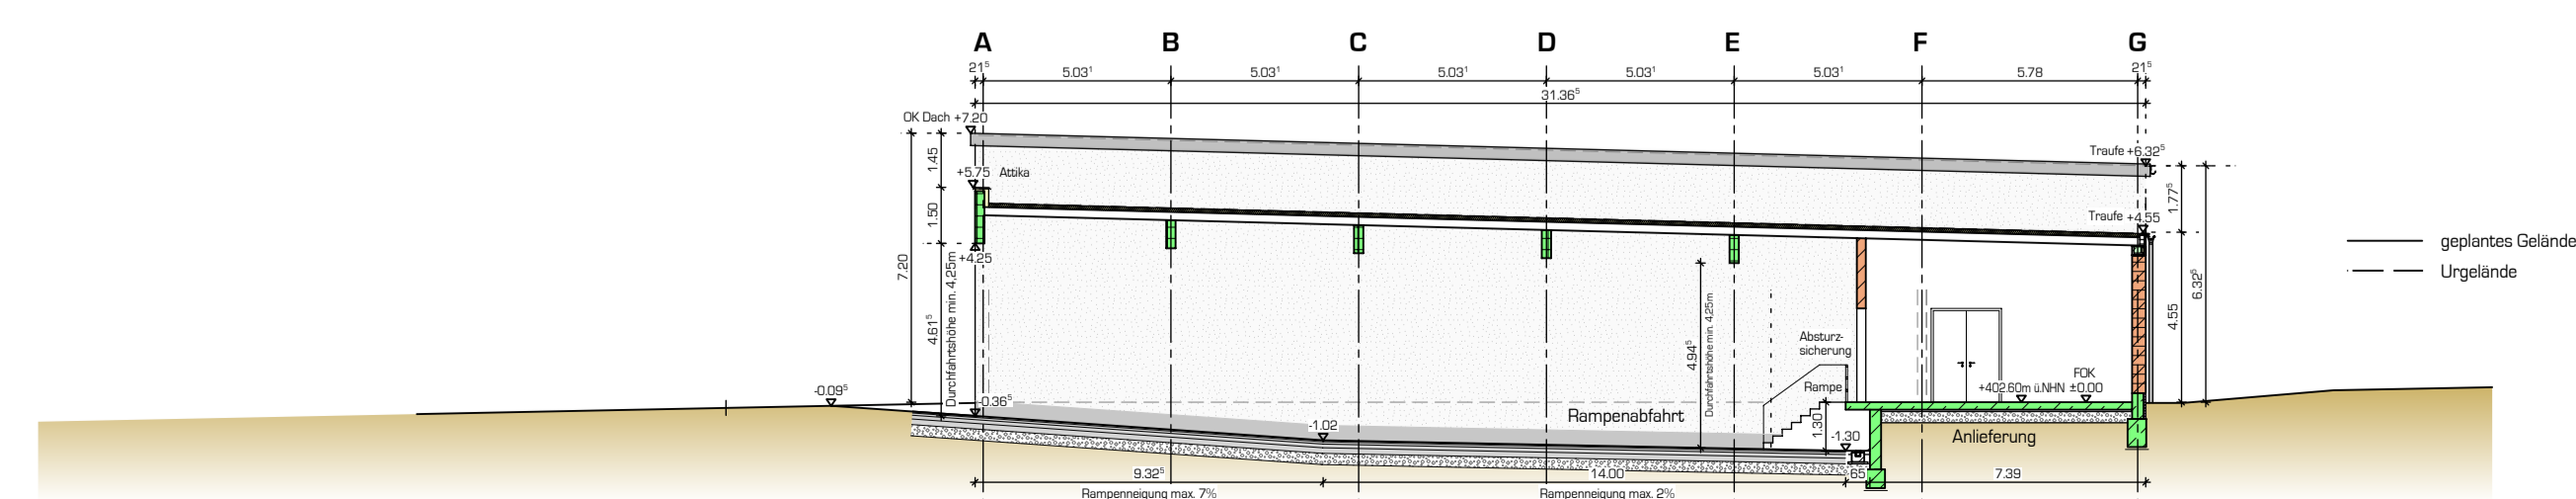 A B C D E F G
21⁵ 5.03¹ 5.03¹ 5.03¹ 5.03¹ 5.03¹ 5.78 21⁵
31.36⁵
OK Dach +7.20
Traufe +6.32⁵
1.45
+5.75 Attika
1.77⁵
1.50
Traufe +4.55
geplantes Gelände
+4.25
7.20
Urgelände
6.32⁵
4.61⁵
Durchfahrtshöhe min. 4,25m
4.94⁵
Durchfahrtshöhe min. 4,25m
4.55
Absturz-
sicherung
FOK
-0.09⁵
Rampe
+402.60m ü.NHN ±0.00
-0.36⁵
Rampenabfahrt
-1.02
1.30
-1.30
Anlieferung
9.32⁵ 14.00 65 7.39
Rampenneigung max. 7% Rampenneigung max. 2%